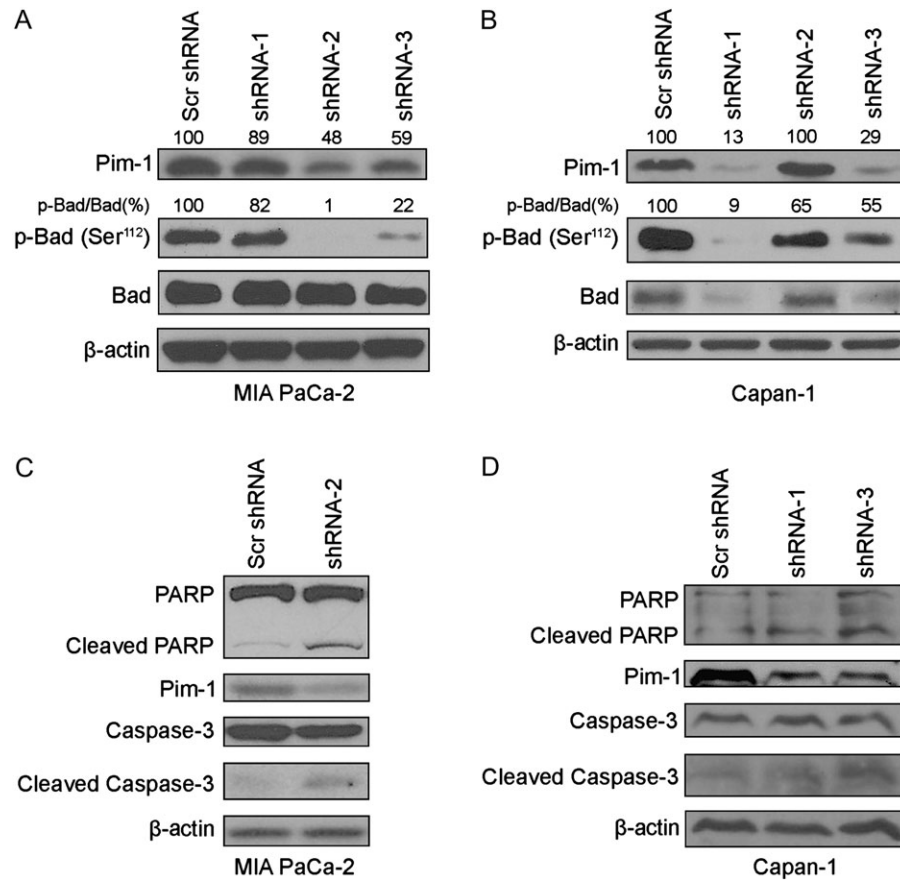 A
Scr shRNA
shRNA-1
shRNA-2
shRNA-3
100 89 48 59
Pim-1
p-Bad/Bad(%) 100 82 1 22
p-Bad (Ser¹¹²)
Bad
β-actin
MIA PaCa-2
B
Scr shRNA
shRNA-1
shRNA-2
shRNA-3
100 13 100 29
Pim-1
p-Bad/Bad(%) 100 9 65 55
p-Bad (Ser¹¹²)
Bad
β-actin
Capan-1
C
Scr shRNA
shRNA-2
PARP
Cleaved PARP
Pim-1
Caspase-3
Cleaved Caspase-3
β-actin
MIA PaCa-2
D
Scr shRNA
shRNA-1
shRNA-3
PARP
Cleaved PARP
Pim-1
Caspase-3
Cleaved Caspase-3
β-actin
Capan-1